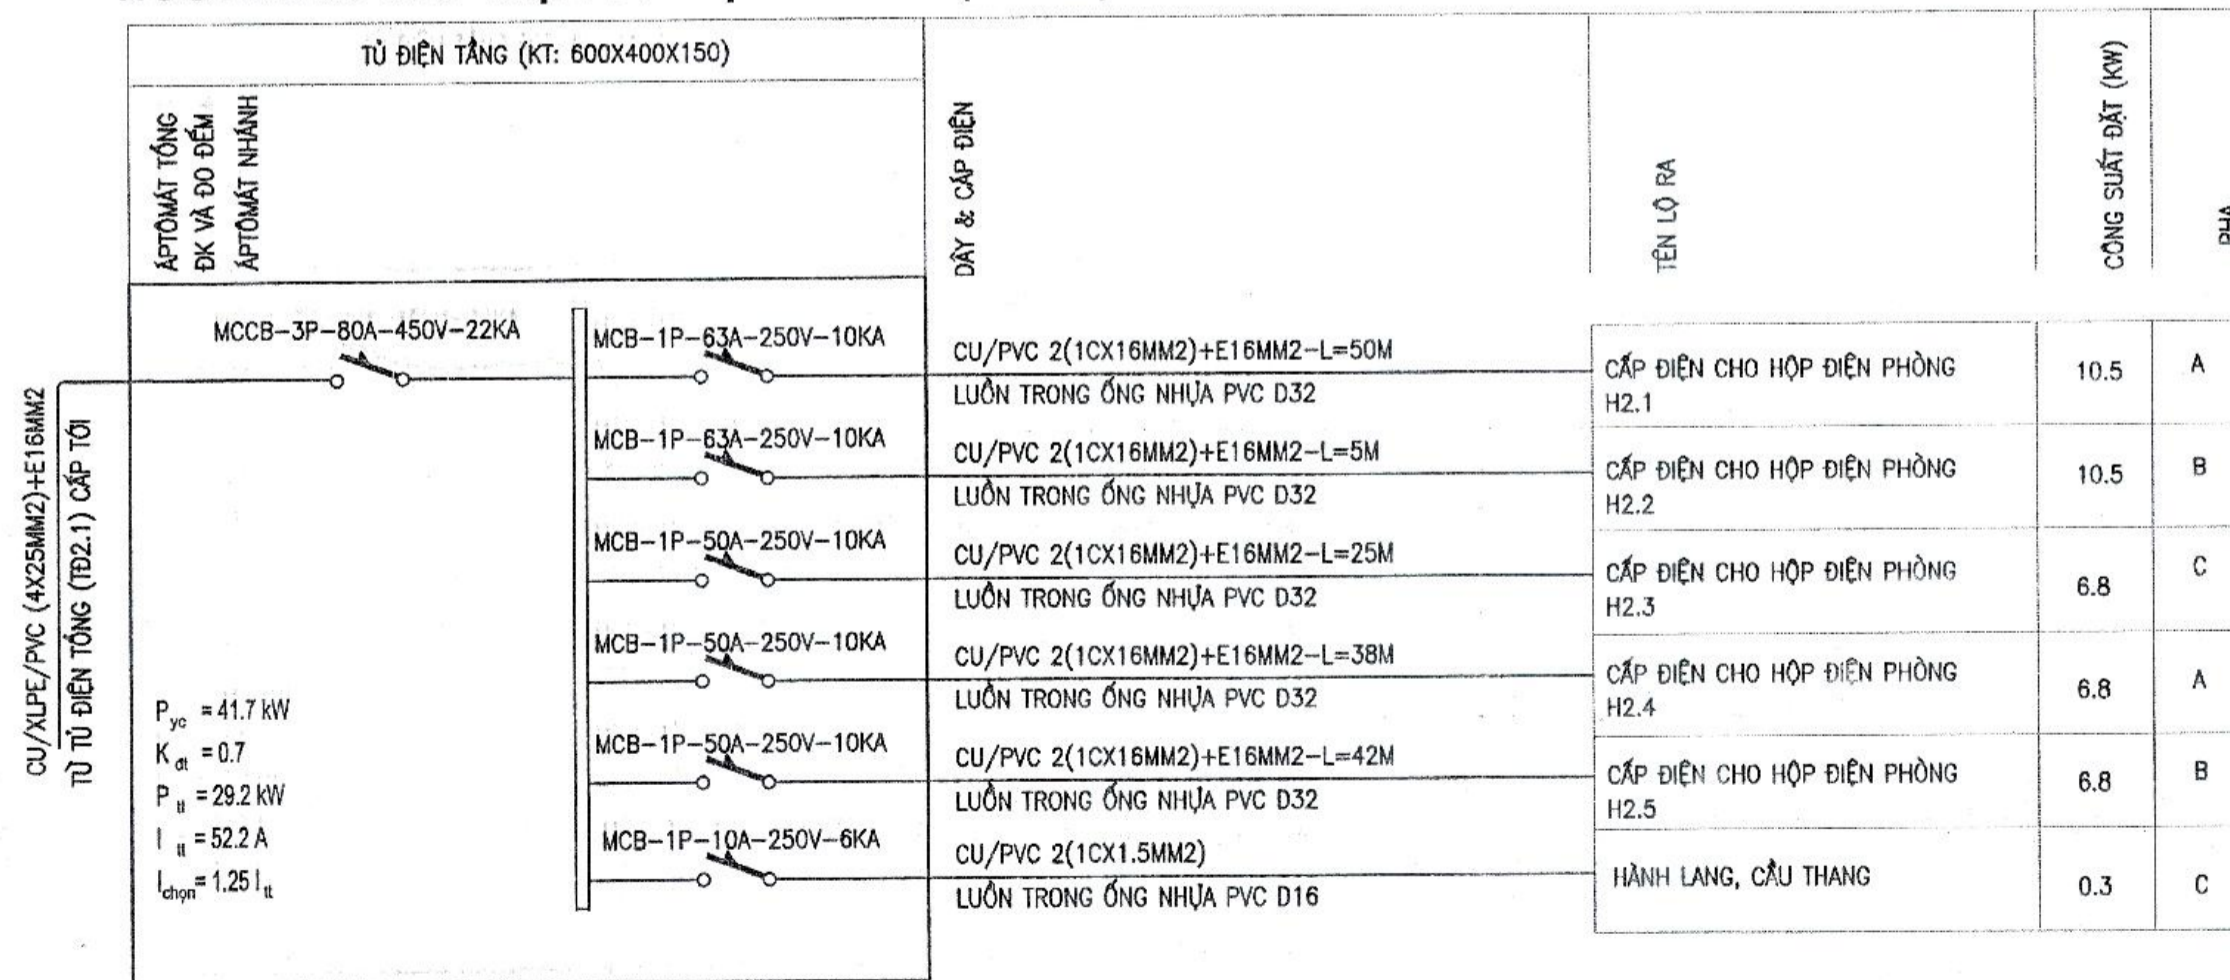 TỦ ĐIỆN TẦNG (KT: 600X400X150)
ÁPTÔMÁT TỔNG
ĐK VÀ ĐO ĐẾM
ÁPTÔMÁT NHÁNH
DÂY & CÁP ĐIỆN
TÊN LỘ RA
CÔNG SUẤT ĐẶT (KW)
PHA
CU/XLPE/PVC (4X25MM2)+E16MM2
TỪ TỦ ĐIỆN TỔNG (TĐ2.1) CẤP TỚI
MCCB-3P-80A-450V-22KA
MCB-1P-63A-250V-10KA
CU/PVC 2(1CX16MM2)+E16MM2-L=50M
LUỒN TRONG ỐNG NHỰA PVC D32
CẤP ĐIỆN CHO HỘP ĐIỆN PHÒNG
H2.1
10.5
A
MCB-1P-63A-250V-10KA
CU/PVC 2(1CX16MM2)+E16MM2-L=5M
LUỒN TRONG ỐNG NHỰA PVC D32
CẤP ĐIỆN CHO HỘP ĐIỆN PHÒNG
H2.2
10.5
B
MCB-1P-50A-250V-10KA
CU/PVC 2(1CX16MM2)+E16MM2-L=25M
LUỒN TRONG ỐNG NHỰA PVC D32
CẤP ĐIỆN CHO HỘP ĐIỆN PHÒNG
H2.3
6.8
C
MCB-1P-50A-250V-10KA
CU/PVC 2(1CX16MM2)+E16MM2-L=38M
LUỒN TRONG ỐNG NHỰA PVC D32
CẤP ĐIỆN CHO HỘP ĐIỆN PHÒNG
H2.4
6.8
A
MCB-1P-50A-250V-10KA
CU/PVC 2(1CX16MM2)+E16MM2-L=42M
LUỒN TRONG ỐNG NHỰA PVC D32
CẤP ĐIỆN CHO HỘP ĐIỆN PHÒNG
H2.5
6.8
B
MCB-1P-10A-250V-6KA
CU/PVC 2(1CX1.5MM2)
LUỒN TRONG ỐNG NHỰA PVC D16
HÀNH LANG, CẦU THANG
0.3
C
Pyc = 41.7 kW
Kđt = 0.7
Ptt = 29.2 kW
Itt = 52.2 A
Ichọn= 1.25 Itt